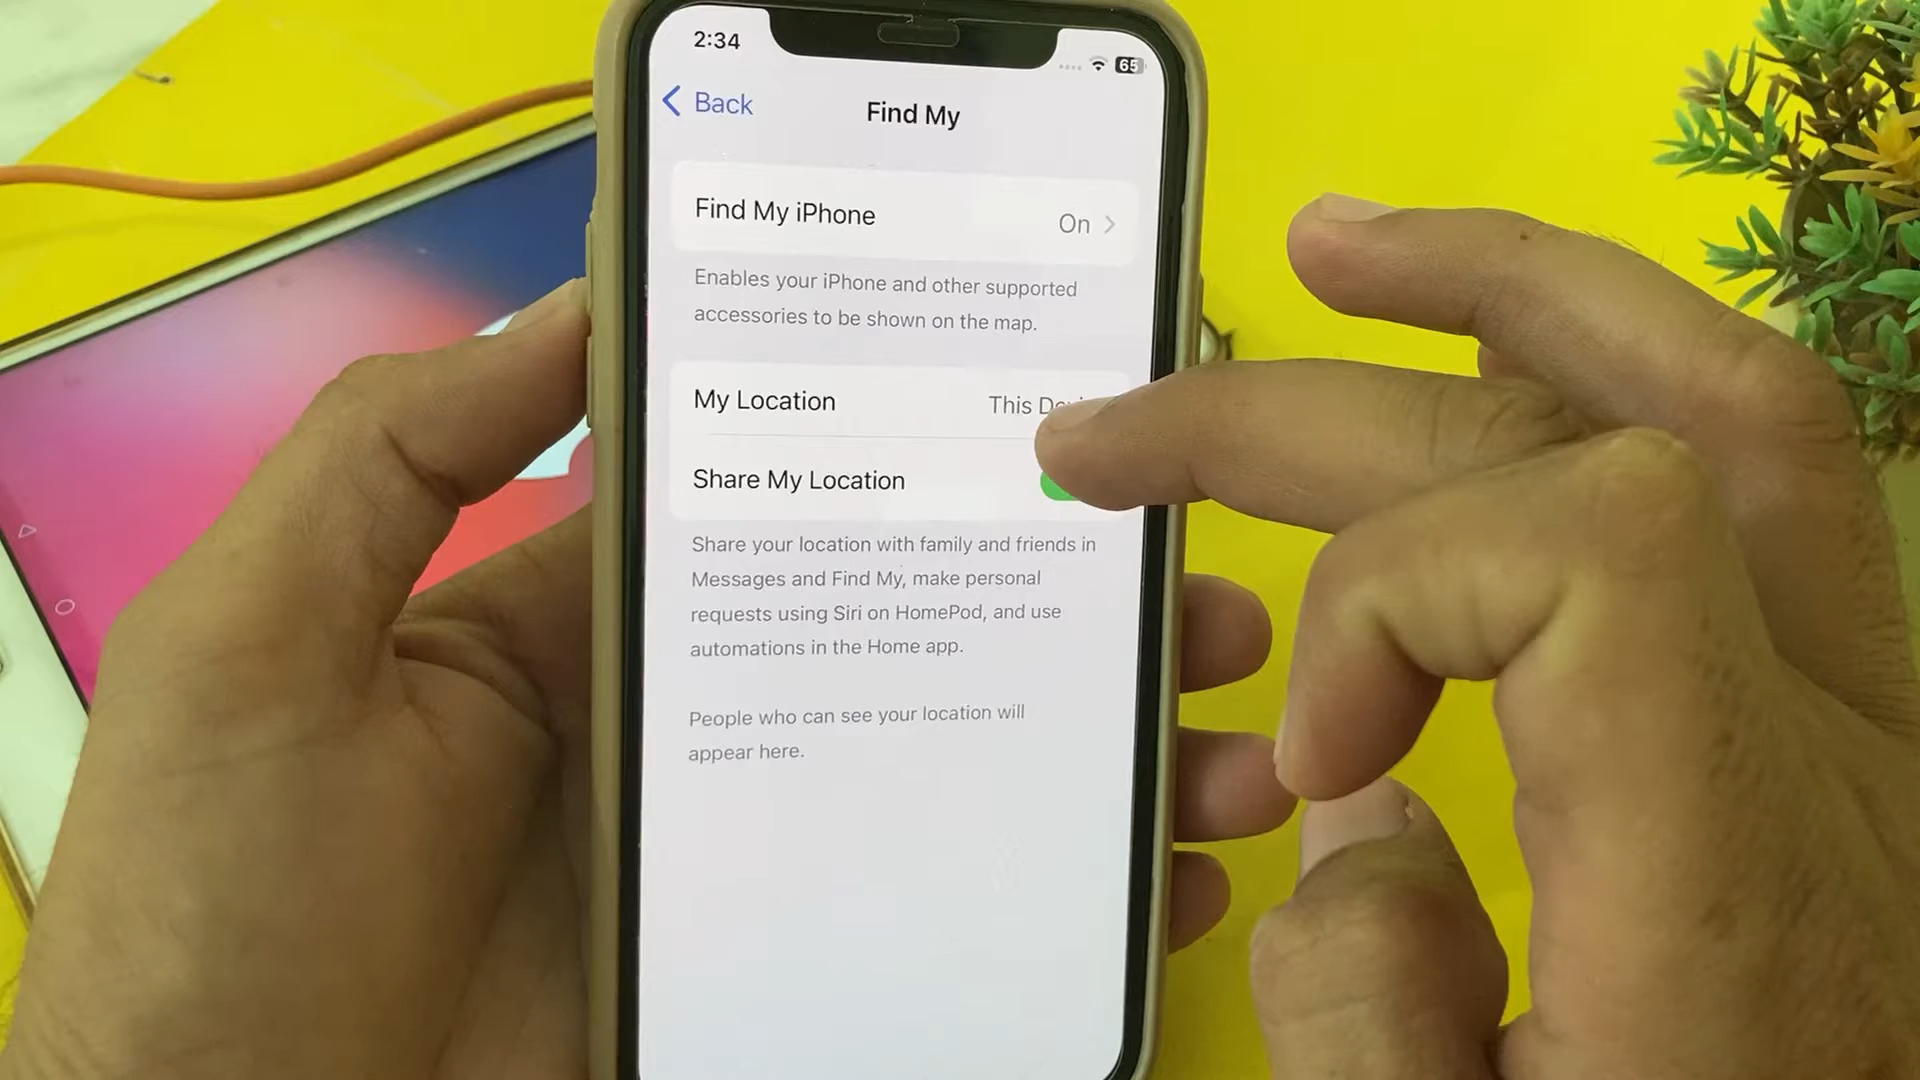 2:34
65
Back
Find My
Find My iPhone
On
Enables your iPhone and other supported
accessories to be shown on the map.
My Location
This
Share My Location
Share your location with family and friends in
Messages and Find My, make personal
requests using Siri on HomePod, and use
automations in the Home app.
People who can see your location will
appear here.